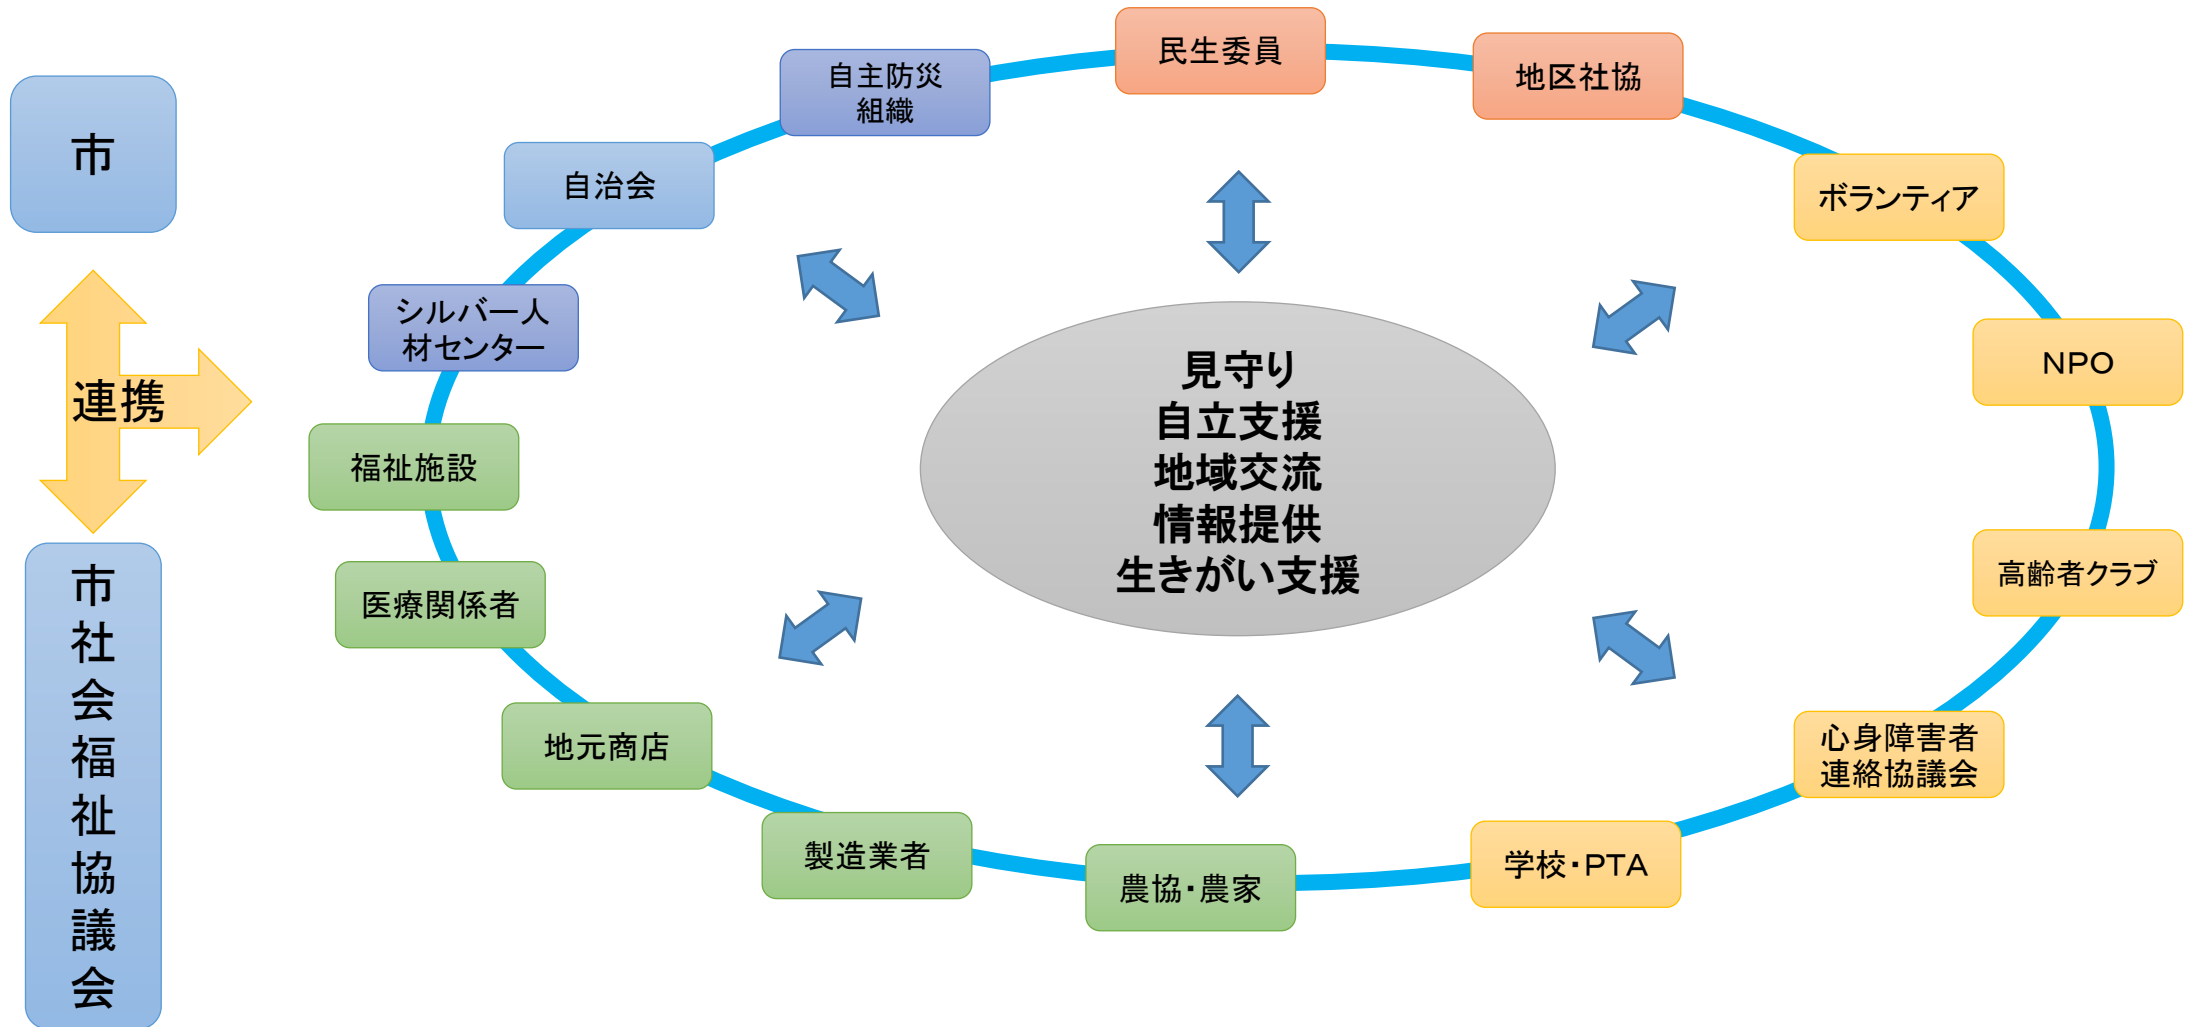 民生委員
地区社協
自主防災
組織
市
自治会
ボランティア
シルバー人
材センター
NPO
連携
見守り
自立支援
地域交流
情報提供
生きがい支援
福祉施設
高齢者クラブ
医療関係者
市社会福祉協議会
地元商店
心身障害者
連絡協議会
製造業者
農協・農家
学校・PTA